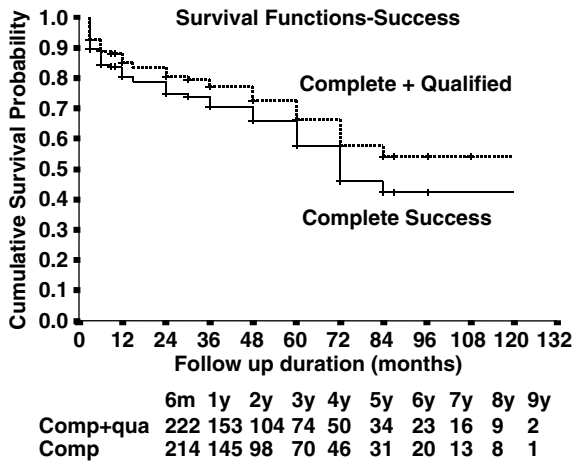 Survival Functions-Success
Cumulative Survival Probability
1.0
0.9
0.8
0.7
0.6
0.5
0.4
0.3
0.2
0.1
0.0
Complete + Qualified
Complete Success
0 12 24 36 48 60 72 84 96 108 120 132
Follow up duration (months)
6m 1y 2y 3y 4y 5y 6y 7y 8y 9y
Comp+qua 222 153 104 74 50 34 23 16 9 2
Comp 214 145 98 70 46 31 20 13 8 1